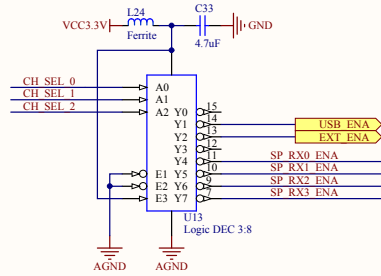 L24
C33
VCC3.3V
GND
Ferrite
4.7uF
CH_SEL_0
CH_SEL_1
CH_SEL_2
A0
A1
A2
E1
E2
E3
Y0
Y1
Y2
Y3
Y4
Y5
Y6
Y7
15
14
13
12
11
10
9
7
USB_ENA
EXT_ENA
SP_RX0_ENA
SP_RX1_ENA
SP_RX2_ENA
SP_RX3_ENA
U13
Logic DEC 3:8
AGND
AGND